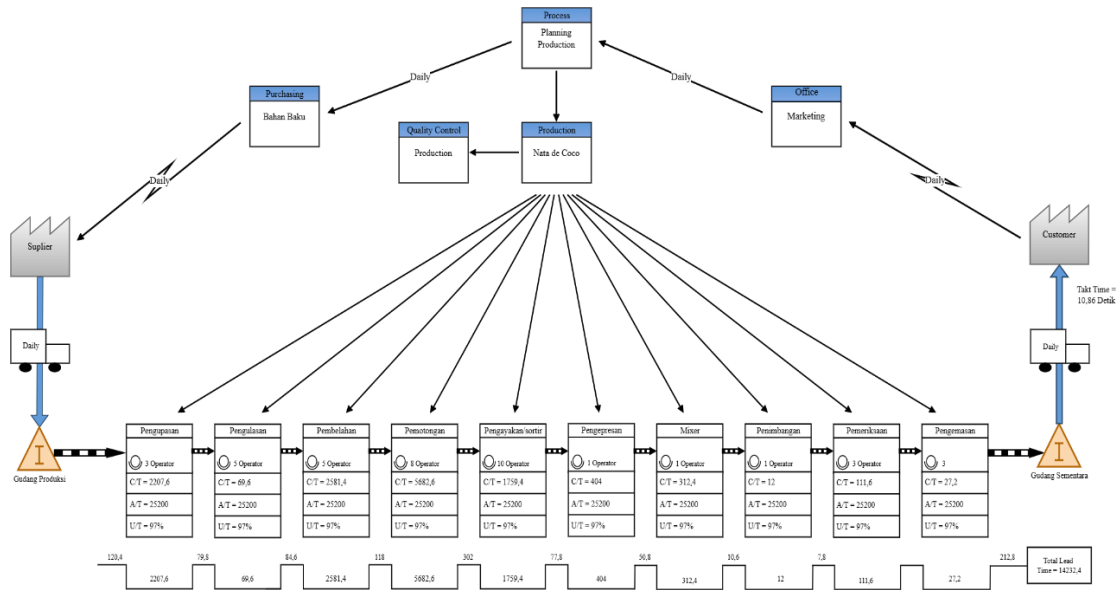 Process
Planning
Production
Daily
Daily
Purchasing
Bahan Baku
Office
Marketing
Quality Control
Production
Production
Nata de Coco
Daily
Daily
Suplier
Customer
Takt Time =
10,86 Detik
Daily
Daily
Gudang Produksi
Gudang Sementara
Pengupasan
3 Operator
C/T = 2207,6
A/T = 25200
U/T = 97%
Pengulasan
5 Operator
C/T = 69,6
A/T = 25200
U/T = 97%
Pembelahan
5 Operator
C/T = 2581,4
A/T = 25200
U/T = 97%
Pemotongan
8 Operator
C/T = 5682,6
A/T = 25200
U/T = 97%
Pengayakan/sortir
10 Operator
C/T = 1759,4
A/T = 25200
U/T = 97%
Pengepresan
1 Operator
C/T = 404
A/T = 25200
U/T = 97%
Mixer
1 Operator
C/T = 312,4
A/T = 25200
U/T = 97%
Penimbangan
1 Operator
C/T = 12
A/T = 25200
U/T = 97%
Pemeriksaan
3 Operator
C/T = 111,6
A/T = 25200
U/T = 97%
Pengemasan
3
C/T = 27,2
A/T = 25200
U/T = 97%
120,4 79,8 84,6 118 302 77,8 50,8 10,6 7,8 212,8
2207,6 69,6 2581,4 5682,6 1759,4 404 312,4 12 111,6 27,2
Total Lead
Time = 14232,4